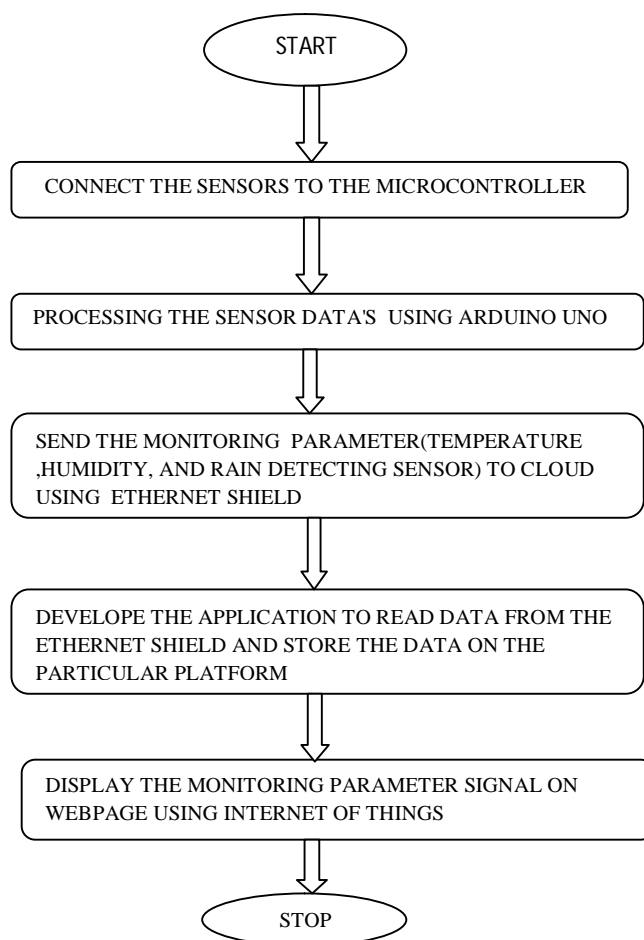 START
CONNECT THE SENSORS TO THE MICROCONTROLLER
PROCESSING THE SENSOR DATA'S USING ARDUINO UNO
SEND THE MONITORING PARAMETER(TEMPERATURE
,HUMIDITY, AND RAIN DETECTING SENSOR) TO CLOUD
USING ETHERNET SHIELD
DEVELOPE THE APPLICATION TO READ DATA FROM THE
ETHERNET SHIELD AND STORE THE DATA ON THE
PARTICULAR PLATFORM
DISPLAY THE MONITORING PARAMETER SIGNAL ON
WEBPAGE USING INTERNET OF THINGS
STOP